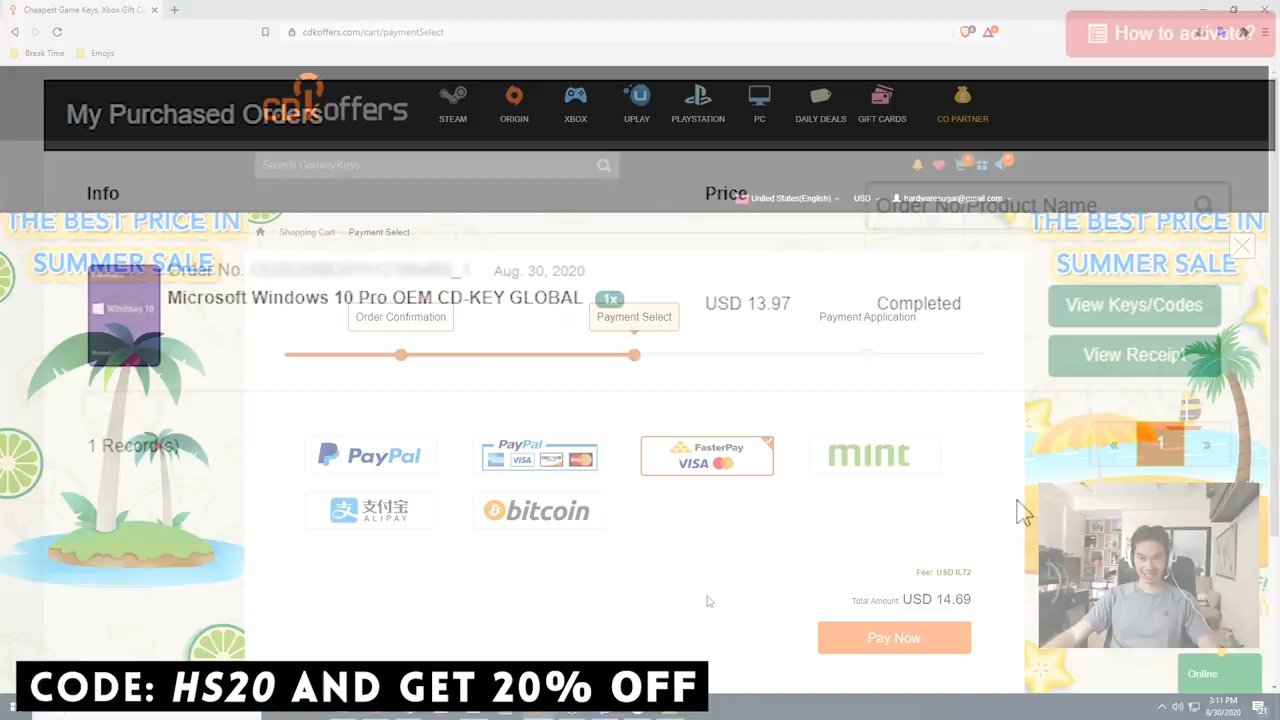 Cheapest Game Keys, Xbox Gift C
cdkoffers.com/cart/paymentSelect
Break Time
Emojis
How to activate?
My Purchased Orders
cdkoffers
STEAM
ORIGIN
XBOX
UPLAY
PLAYSTATION
PC
DAILY DEALS
GIFT CARDS
CO PARTNER
Search Games/Keys
Info
Price
United States(English)
USD
hardwaresugar@gmail.com
Order No/Product Name
THE BEST PRICE IN
SUMMER SALE
THE BEST PRICE IN
SUMMER SALE
Shopping Cart
Payment Select
Order No.
_1
Aug. 30, 2020
Windows 10
Microsoft Windows 10 Pro OEM CD-KEY GLOBAL
1x
USD 13.97
Completed
View Keys/Codes
View Receipt
Order Confirmation
Payment Select
Payment Application
1 Record(s)
«
1
»
PayPal
PayPal
VISA
FasterPay
VISA
mint
支付宝
ALIPAY
bitcoin
Fee: USD 0.72
Total Amount: USD 14.69
Pay Now
Online
CODE: HS20 AND GET 20% OFF
3:11 PM
8/30/2020
21